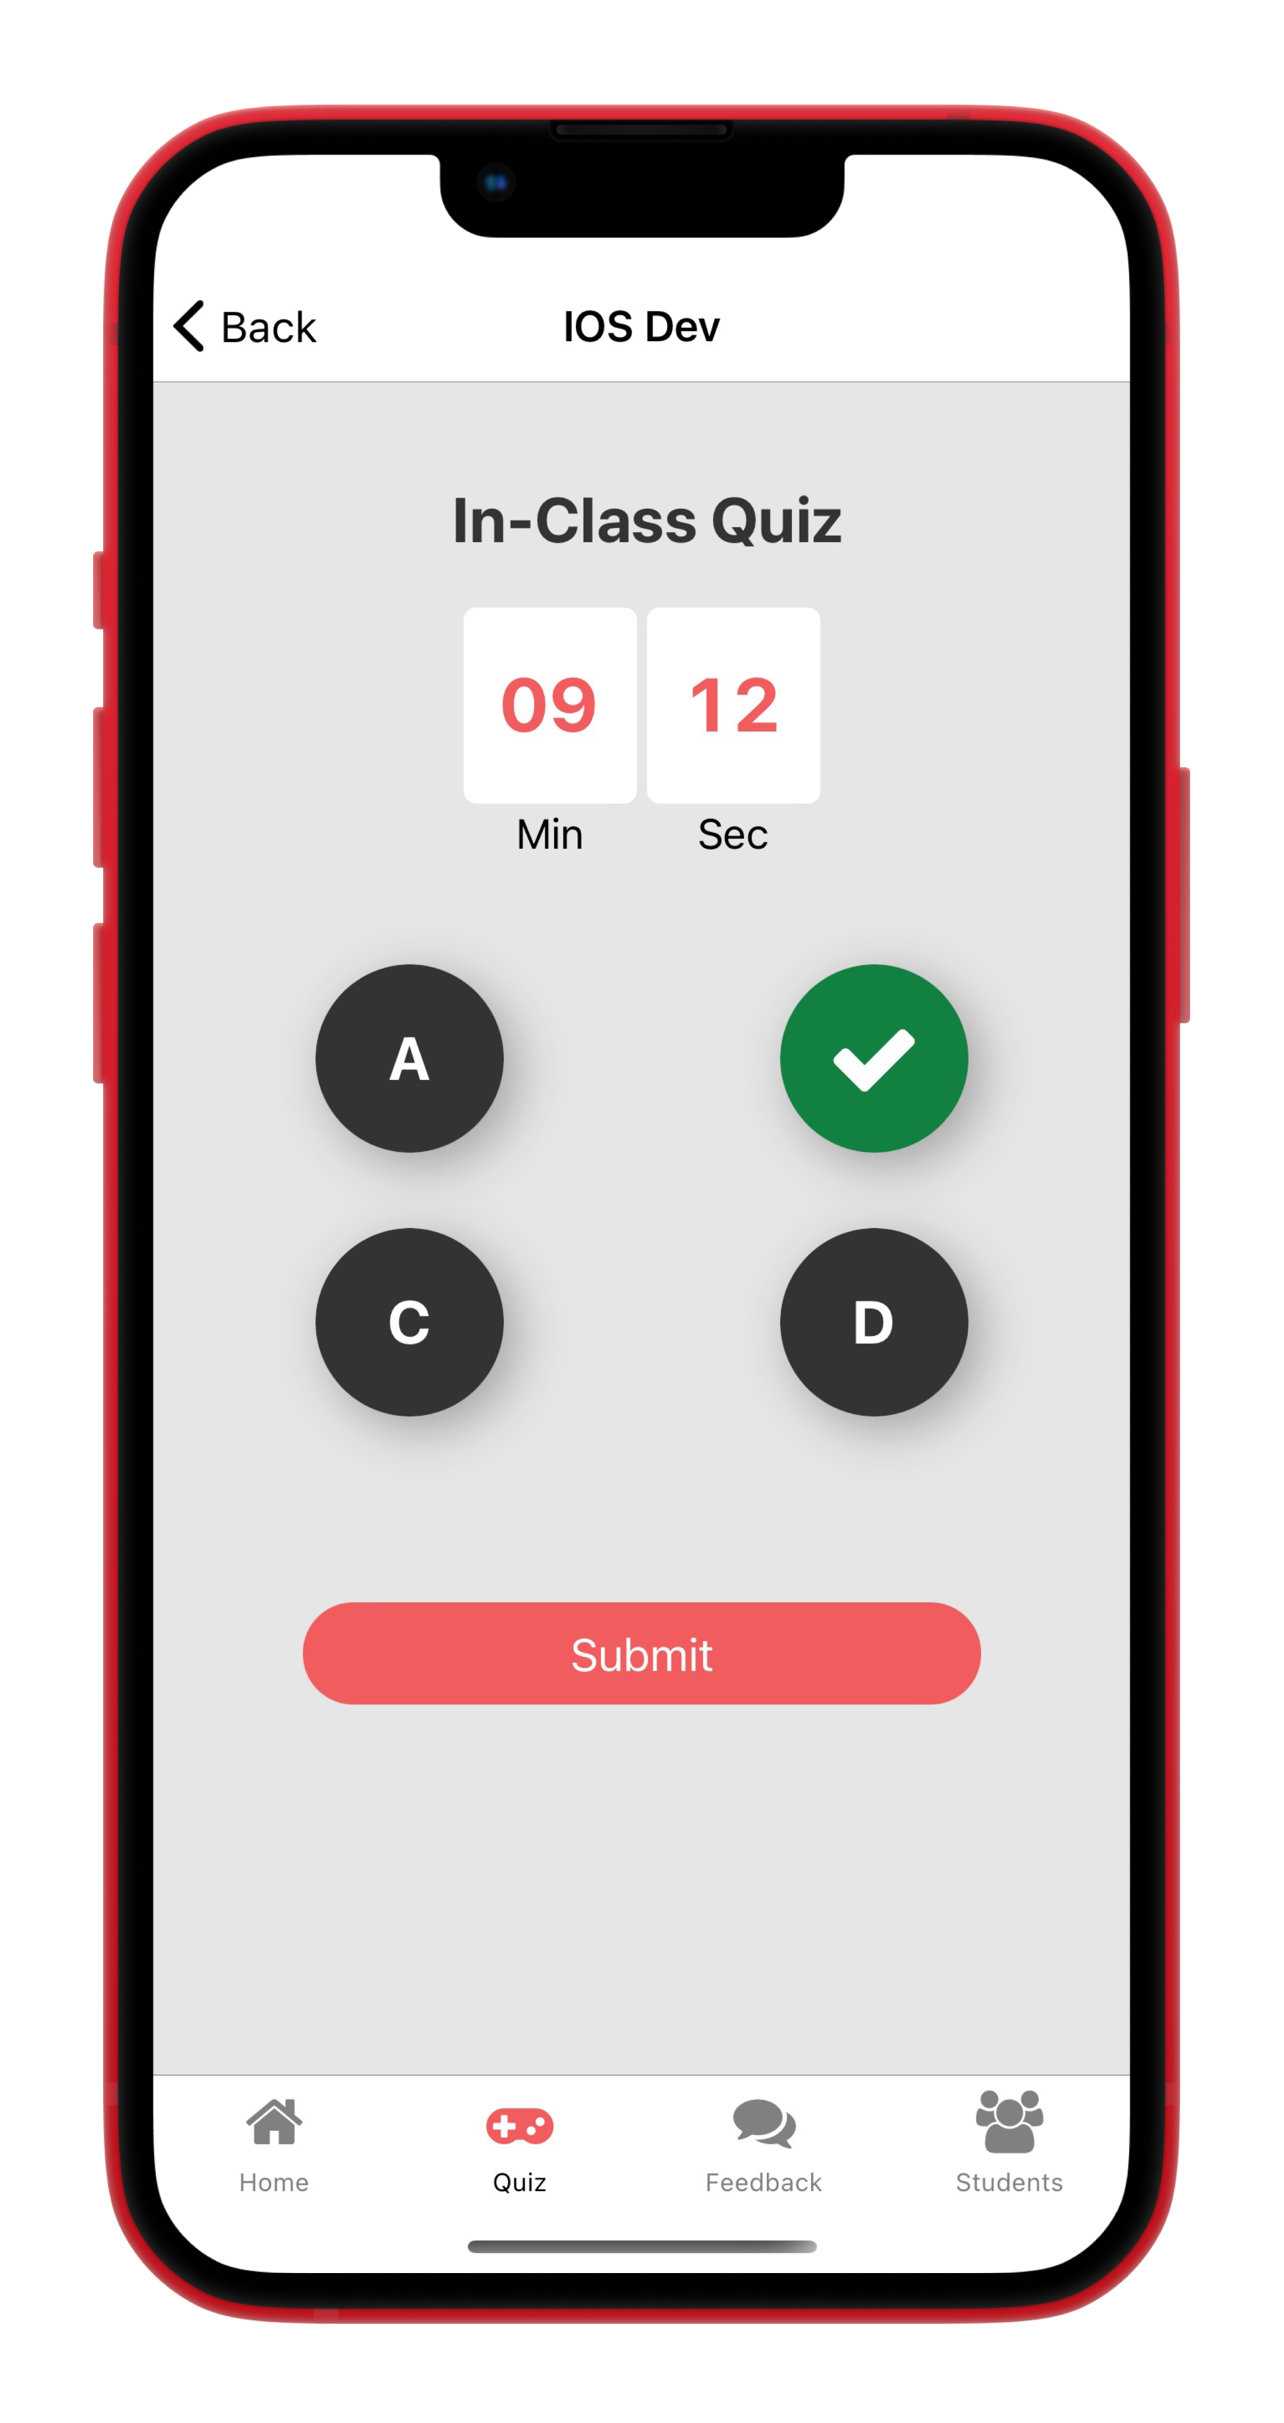 Back
IOS Dev
In-Class Quiz
09 12
Min Sec
A
C D
Submit
Home Quiz Feedback Students